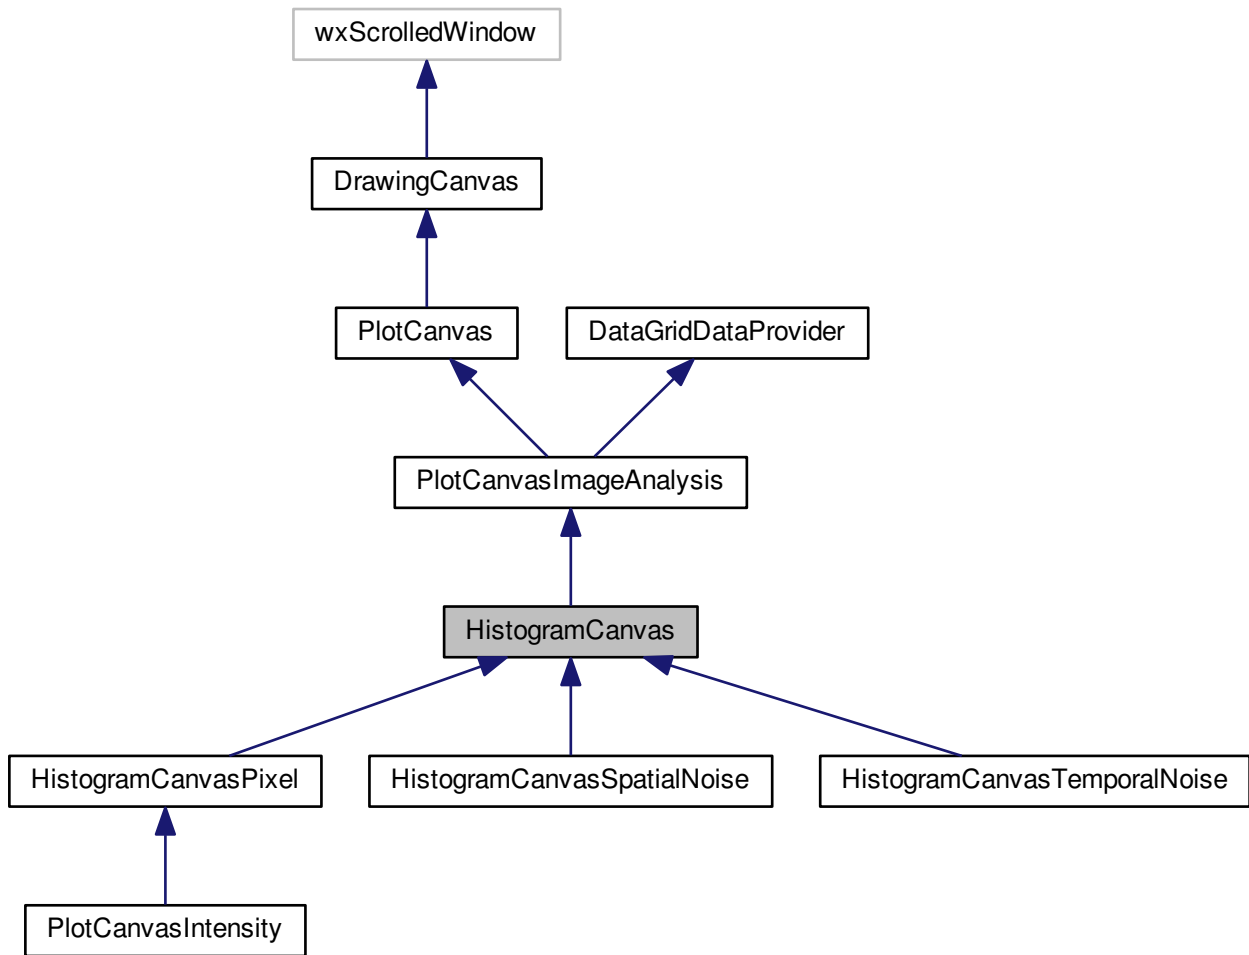 wxScrolledWindow
DrawingCanvas
PlotCanvas
DataGridDataProvider
PlotCanvasImageAnalysis
HistogramCanvas
HistogramCanvasPixel
HistogramCanvasSpatialNoise
HistogramCanvasTemporalNoise
PlotCanvasIntensity